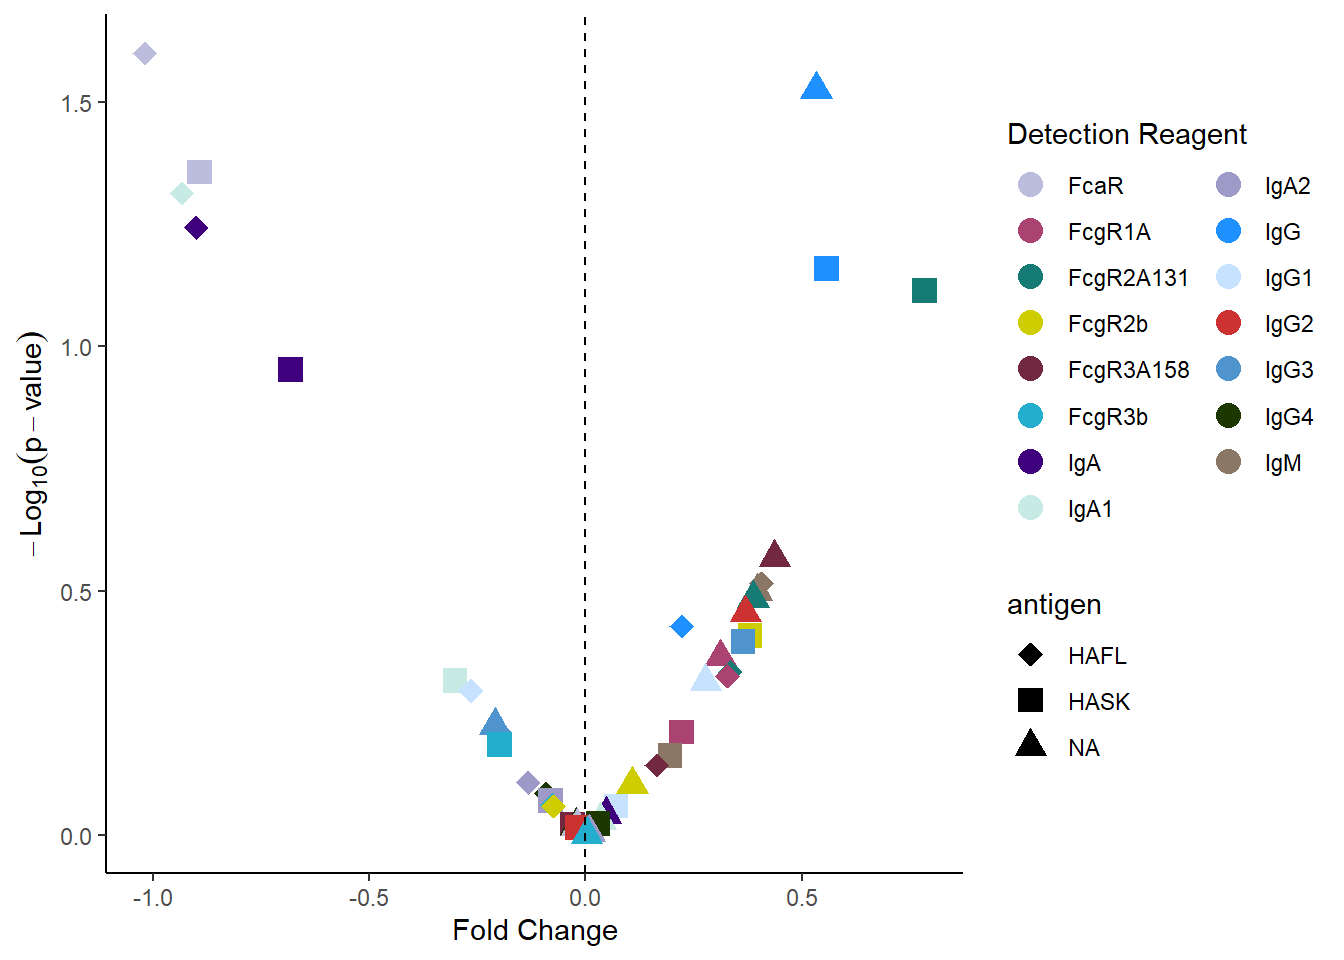 1.5
1.0
0.5
0.0
−Log10(p−value)
-1.0
-0.5
0.0
0.5
Fold Change
Detection Reagent
FcaR
FcgR1A
FcgR2A131
FcgR2b
FcgR3A158
FcgR3b
IgA
IgA1
IgA2
IgG
IgG1
IgG2
IgG3
IgG4
IgM
antigen
HAFL
HASK
NA